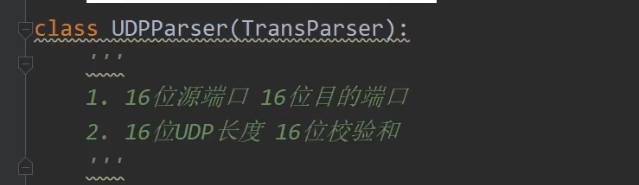 class UDPParser(TransParser):
'''
1. 16位源端口 16位目的端口
2. 16位UDP长度 16位校验和
'''